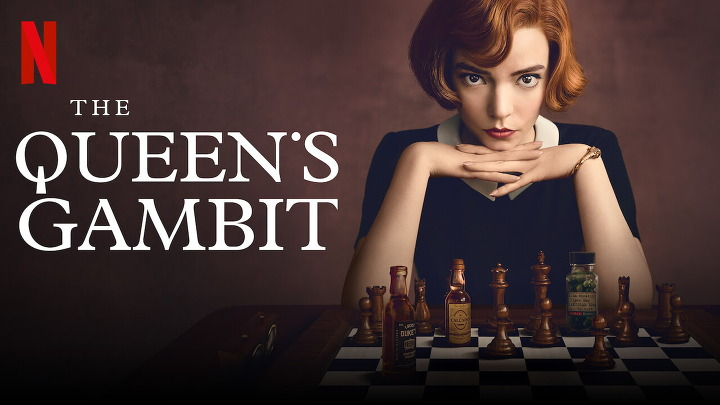 N
THE
QUEEN'S
GAMBIT